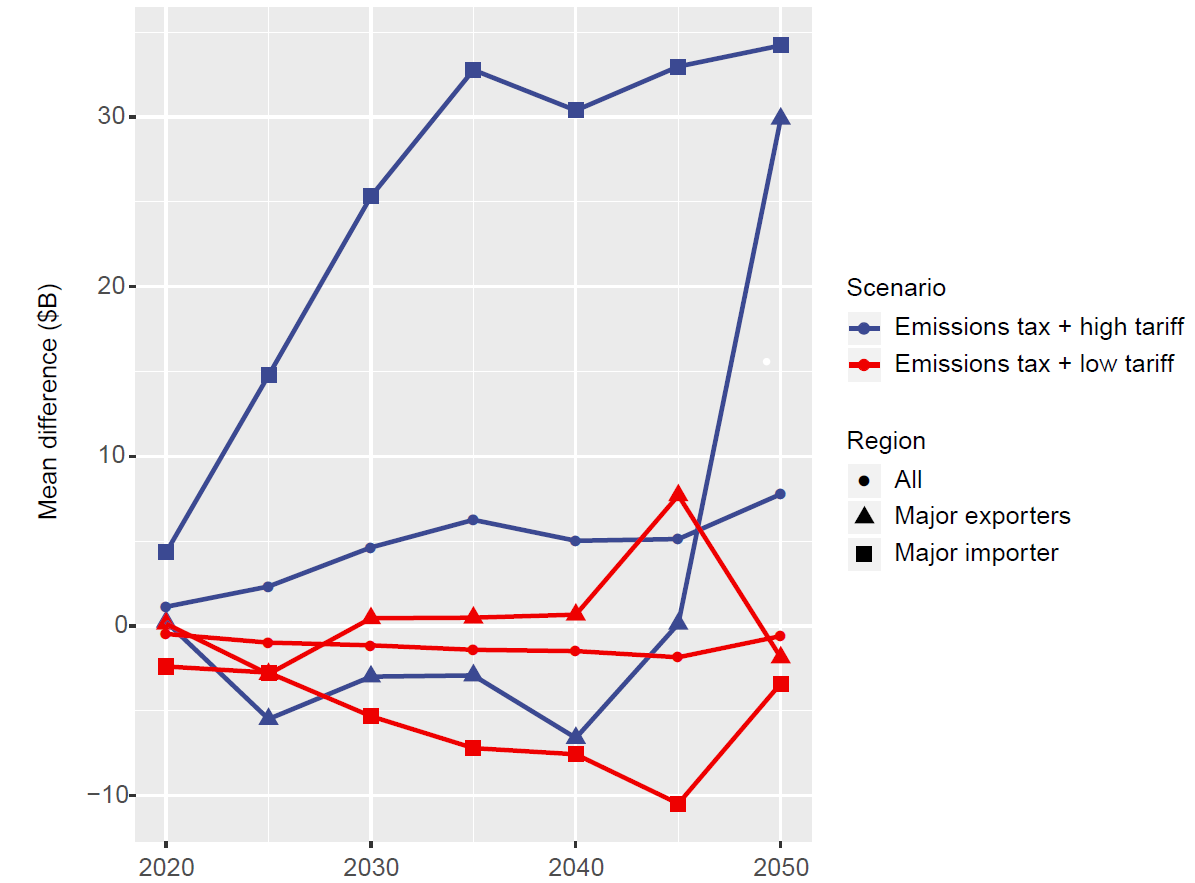 30
20
10
0
−10
Mean difference ($B)
2020
2030
2040
2050
Scenario
Emissions tax + high tariff
Emissions tax + low tariff
Region
All
Major exporters
Major importer